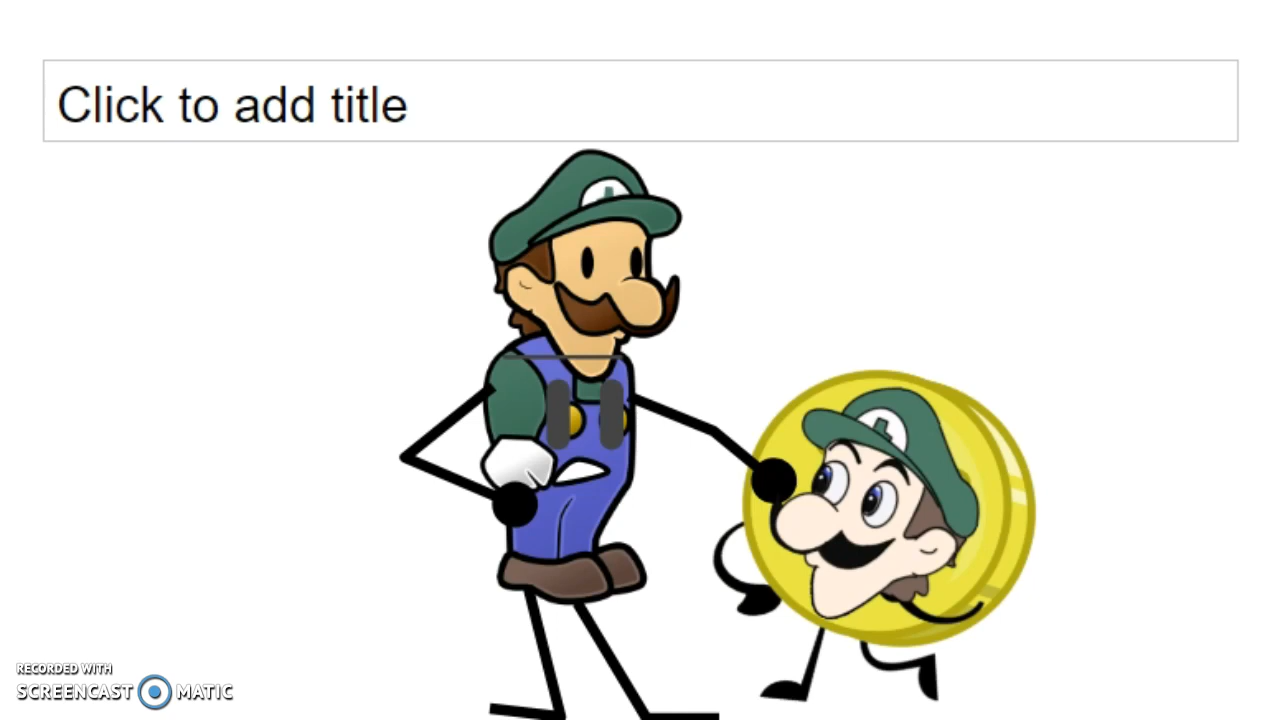 Click to add title
L
L
RECORDED WITH
SCREENCAST MATIC